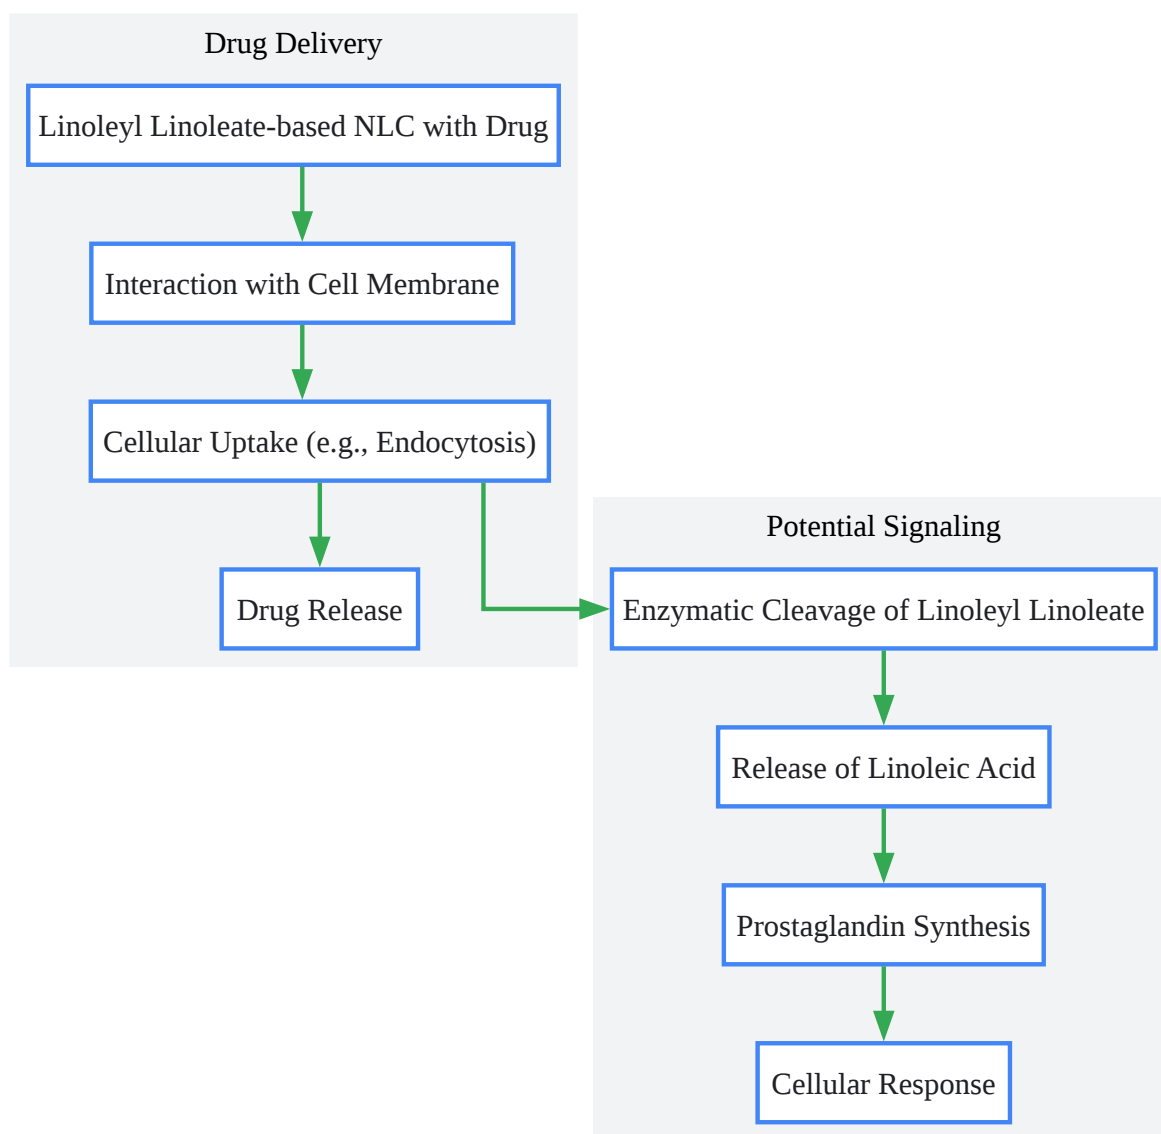 Drug Delivery
Linoleyl Linoleate-based NLC with Drug
Interaction with Cell Membrane
Cellular Uptake (e.g., Endocytosis)
Drug Release
Potential Signaling
Enzymatic Cleavage of Linoleyl Linoleate
Release of Linoleic Acid
Prostaglandin Synthesis
Cellular Response